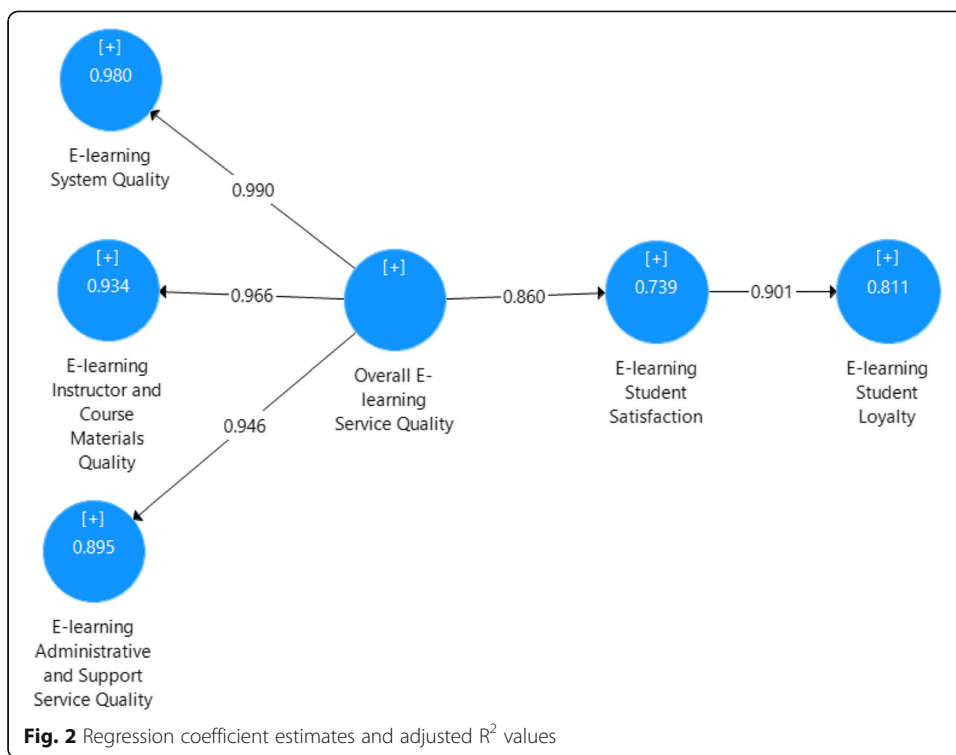 [+]
0.980
E-learning
System Quality
0.990
[+]
0.934
E-learning
Instructor and
Course
Materials
Quality
0.966
[+]
Overall E-
learning
Service Quality
0.860
[+]
0.739
E-learning
Student
Satisfaction
0.901
[+]
0.811
E-learning
Student
Loyalty
0.946
[+]
0.895
E-learning
Administrative
and Support
Service Quality
Fig. 2 Regression coefficient estimates and adjusted R² values